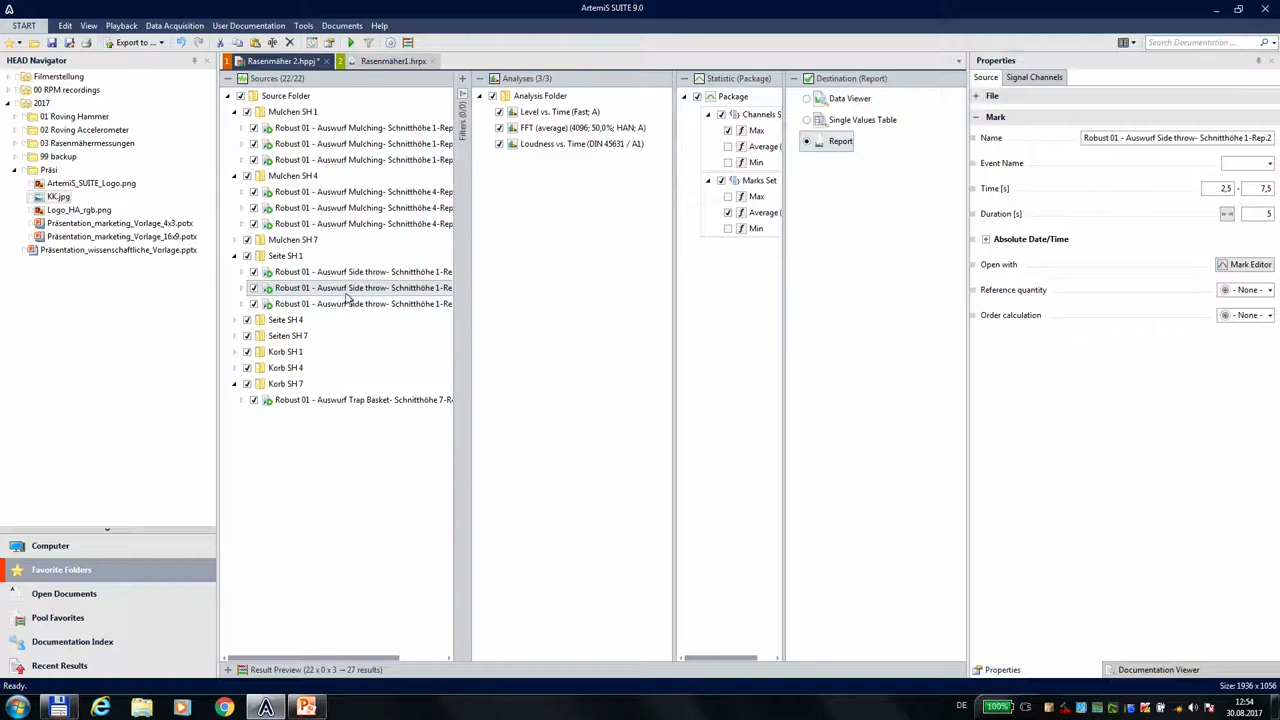 ArtemiS SUITE 9.0
START Edit View Playback Data Acquisition User Documentation Tools Documents Help
Export to ...
Search Documentation...
HEAD Navigator
1 Rasenmäher 2.hppj*
2 Rasenmäher1.hrpx
Filmerstellung
00 RPM recordings
2017
01 Roving Hammer
02 Roving Accelerometer
03 Rasenmähermessungen
99 backup
Präsi
ArtemiS_SUITE_Logo.png
KK.jpg
Logo_HA_rgb.png
Präsentation_marketing_Vorlage_4x3.potx
Präsentation_marketing_Vorlage_16x9.potx
Präsentation_wissenschaftliche_Vorlage.pptx
Computer
Favorite Folders
Open Documents
Pool Favorites
Documentation Index
Recent Results
Sources (22/22)
Source Folder
Mulchen SH 1
Robust 01 - Auswurf Mulching- Schnitthöhe 1-Rep
Robust 01 - Auswurf Mulching- Schnitthöhe 1-Rep
Robust 01 - Auswurf Mulching- Schnitthöhe 1-Rep
Mulchen SH 4
Robust 01 - Auswurf Mulching- Schnitthöhe 4-Rep
Robust 01 - Auswurf Mulching- Schnitthöhe 4-Rep
Robust 01 - Auswurf Mulching- Schnitthöhe 4-Rep
Mulchen SH 7
Seite SH 1
Robust 01 - Auswurf Side throw- Schnitthöhe 1-Re
Robust 01 - Auswurf Side throw- Schnitthöhe 1-Re
Robust 01 - Auswurf Side throw- Schnitthöhe 1-Re
Seite SH 4
Seiten SH 7
Korb SH 1
Korb SH 4
Korb SH 7
Robust 01 - Auswurf Trap Basket- Schnitthöhe 7-Re
Filters (0/0)
Analyses (3/3)
Analysis Folder
Level vs. Time (Fast; A)
FFT (average) (4096; 50,0%; HAN; A)
Loudness vs. Time (DIN 45631 / A1)
Statistic (Package)
Package
Channels S
Max
Average (
Min
Marks Set
Max
Average (
Min
Destination (Report)
Data Viewer
Single Values Table
Report
Result Preview (22 x 0 x 3 → 27 results)
Properties
Source Signal Channels
File
Mark
Name Robust 01 - Auswurf Side throw- Schnitthöhe 1-Rep.2
Event Name
Time [s] 2,5 - 7,5
Duration [s] 5
Absolute Date/Time
Open with Mark Editor
Reference quantity - None -
Order calculation - None -
Properties Documentation Viewer
Ready.
Size: 1936 x 1056
DE 100% 12:54
30.08.2017